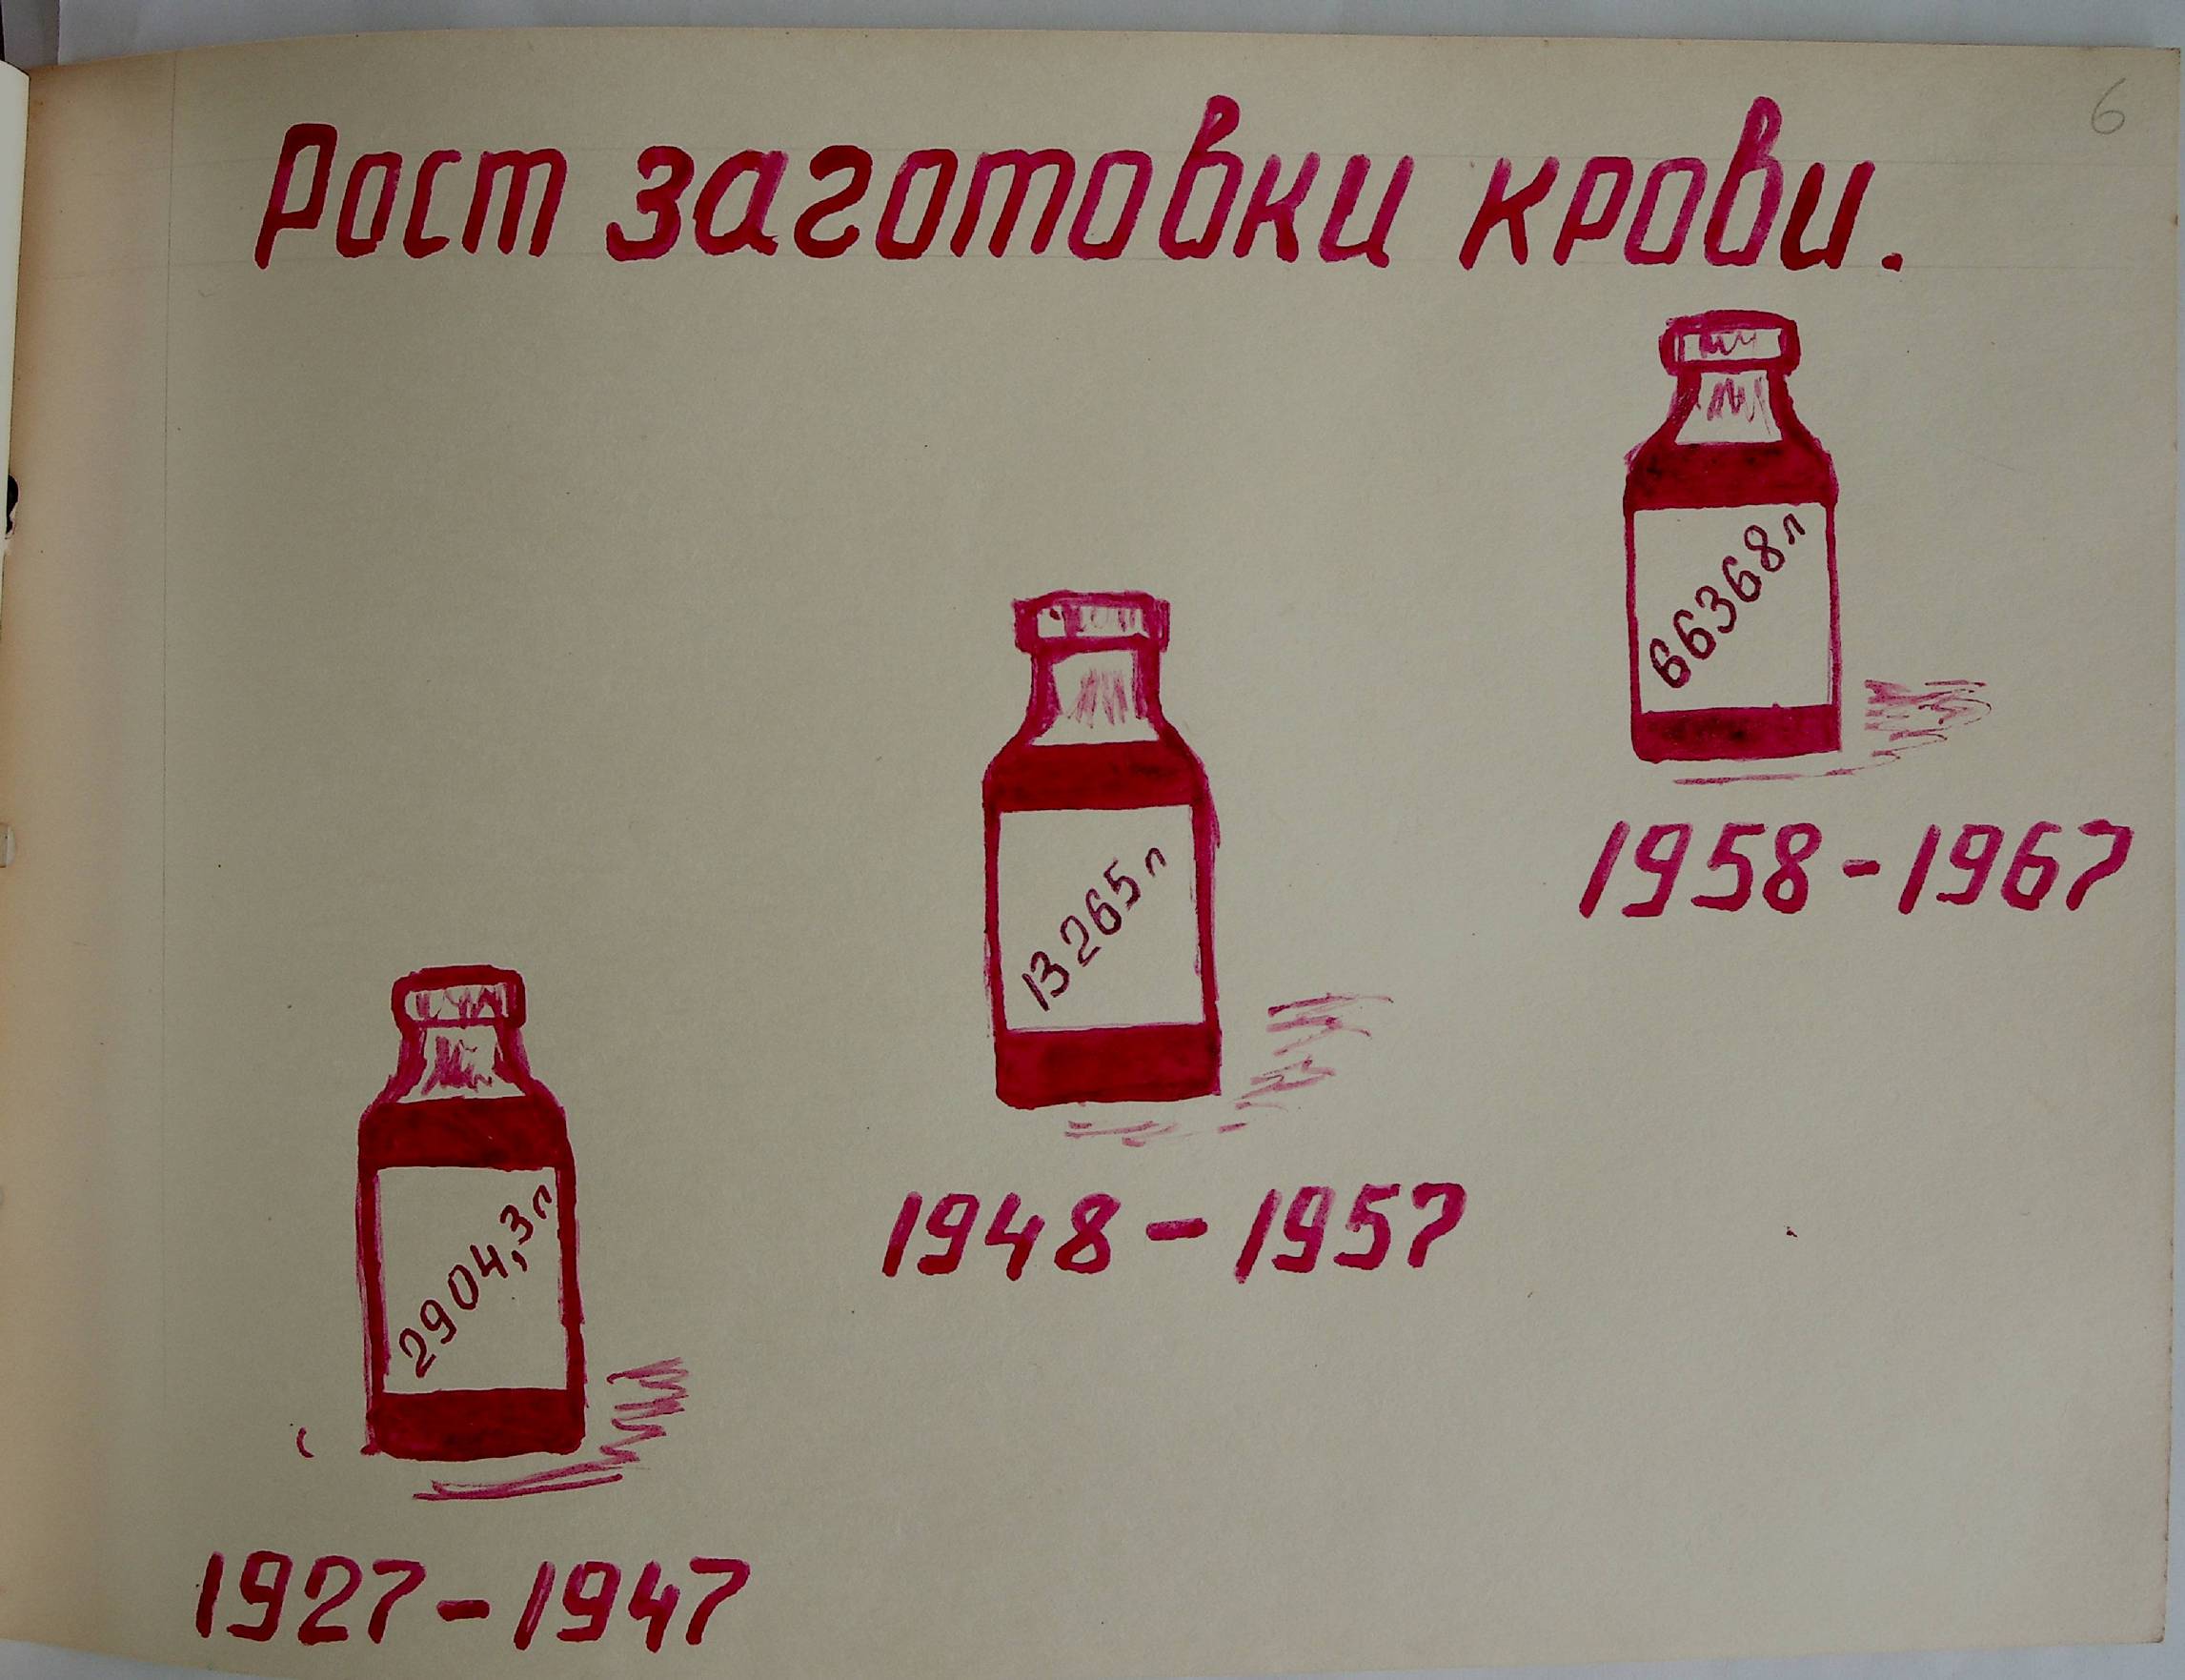 6
Рост заготовки крови.
66368л
1958-1967
13265л
1948-1957
2904,3л
1927-1947